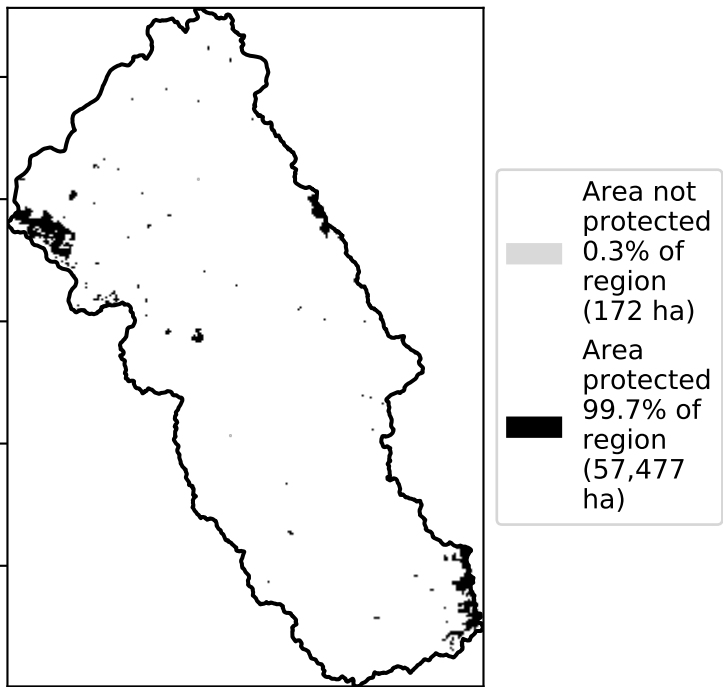 Area not
protected
0.3% of
region
(172 ha)
Area
protected
99.7% of
region
(57,477
ha)